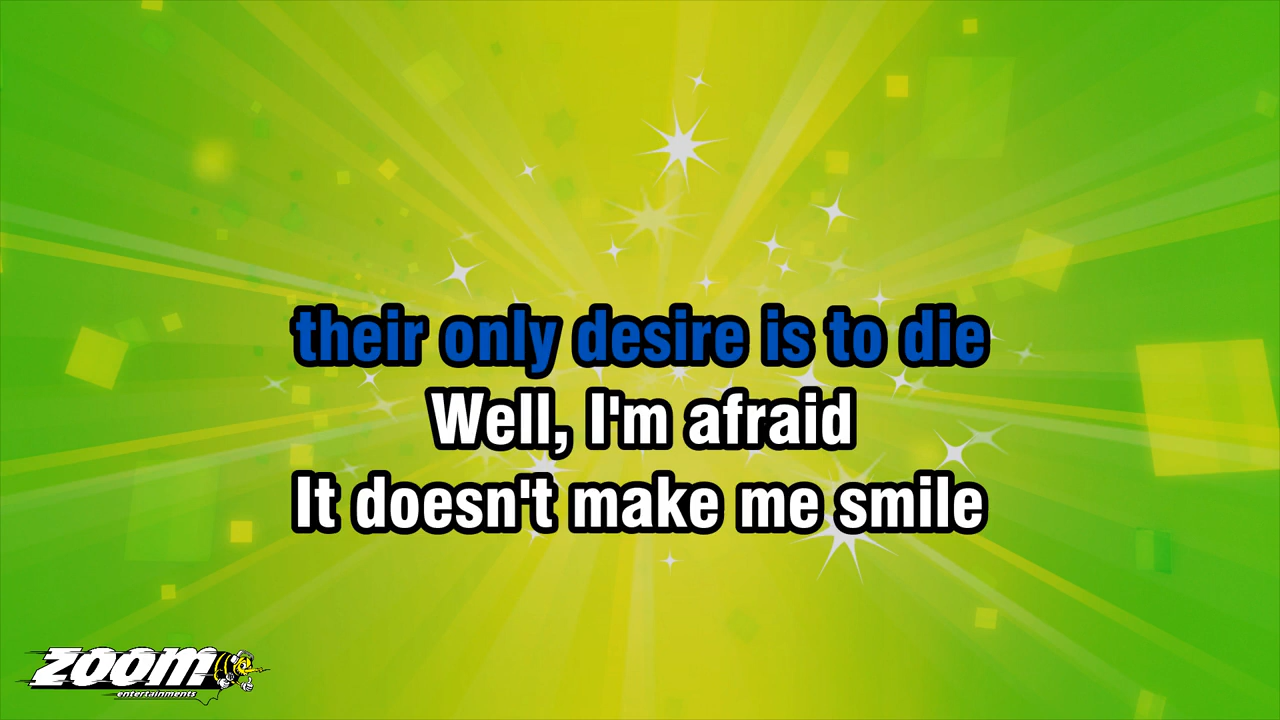 their only desire is to die
Well, I'm afraid
It doesn't make me smile
zoom
entertainments